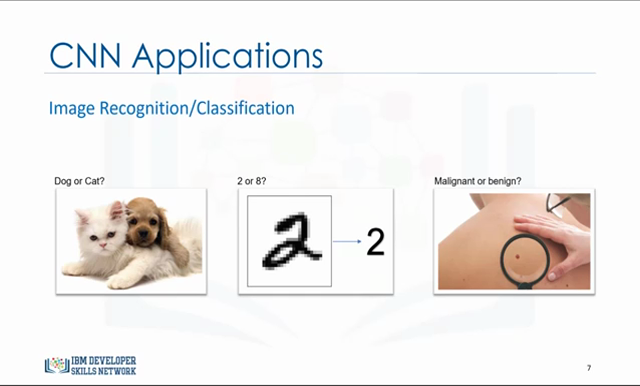 CNN Applications
Image Recognition/Classification
Dog or Cat?
2 or 8?
Malignant or benign?
2
2
IBM DEVELOPER
SKILLS NETWORK
7